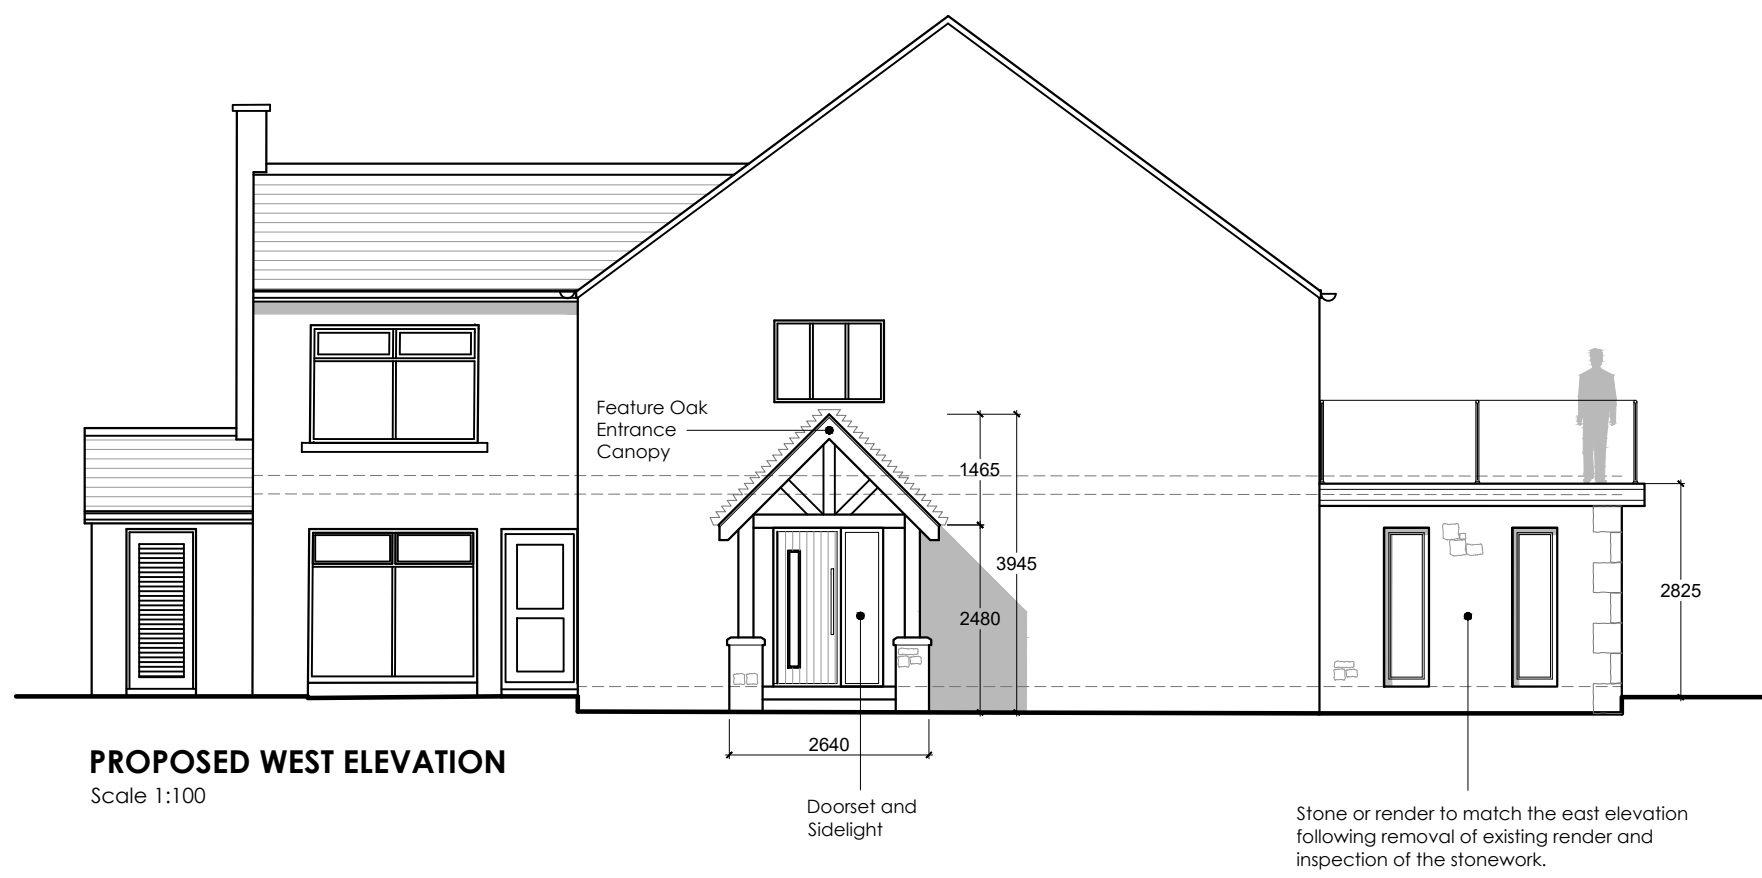 Feature Oak
Entrance
Canopy
1465
3945
2480
2825
2640
PROPOSED WEST ELEVATION
Scale 1:100
Doorset and
Sidelight
Stone or render to match the east elevation
following removal of existing render and
inspection of the stonework.